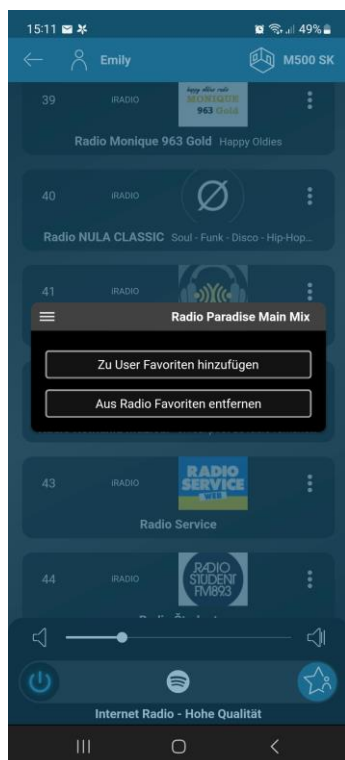 15:11 49%
Emily M500 SK
39 iRADIO happy oldies radio
MONIQUE
963 Gold
Radio Monique 963 Gold Happy Oldies
40 iRADIO
Radio NULA CLASSIC Soul - Funk - Disco - Hip-Hop...
41 iRADIO
Radio Paradise Main Mix
Zu User Favoriten hinzufügen
Aus Radio Favoriten entfernen
43 iRADIO RADIO
SERVICE
WEB
Radio Service
44 iRADIO RADIO
STUDENT
FM89,3
Internet Radio - Hohe Qualität